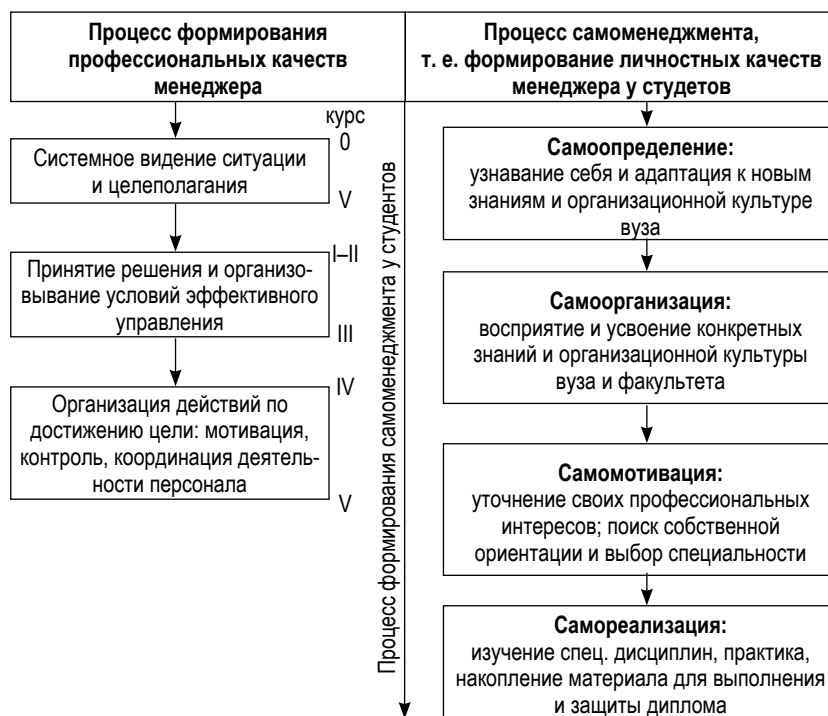 Процесс формирования
профессиональных качеств
менеджера
Процесс самоменеджмента,
т. е. формирование личностных качеств
менеджера у студетов
курс
0
Системное видение ситуации
и целеполагания
V
I–II
Принятие решения и организо-
вывание условий эффективного
управления
III
IV
Организация действий по
достижению цели: мотивация,
контроль, координация деятель-
ности персонала
V
Процесс формирования самоменеджмента у студентов
Самоопределение:
узнавание себя и адаптация к новым
знаниям и организационной культуре
вуза
Самоорганизация:
восприятие и усвоение конкретных
знаний и организационной культуры
вуза и факультета
Самомотивация:
уточнение своих профессиональных
интересов; поиск собственной
ориентации и выбор специальности
Самореализация:
изучение спец. дисциплин, практика,
накопление материала для выполнения
и защиты диплома